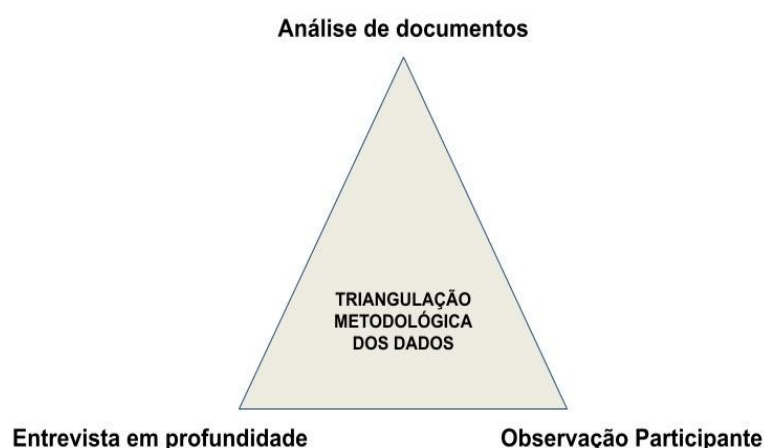 Análise de documentos
TRIANGULAÇÃO
METODOLÓGICA
DOS DADOS
Entrevista em profundidade
Observação Participante